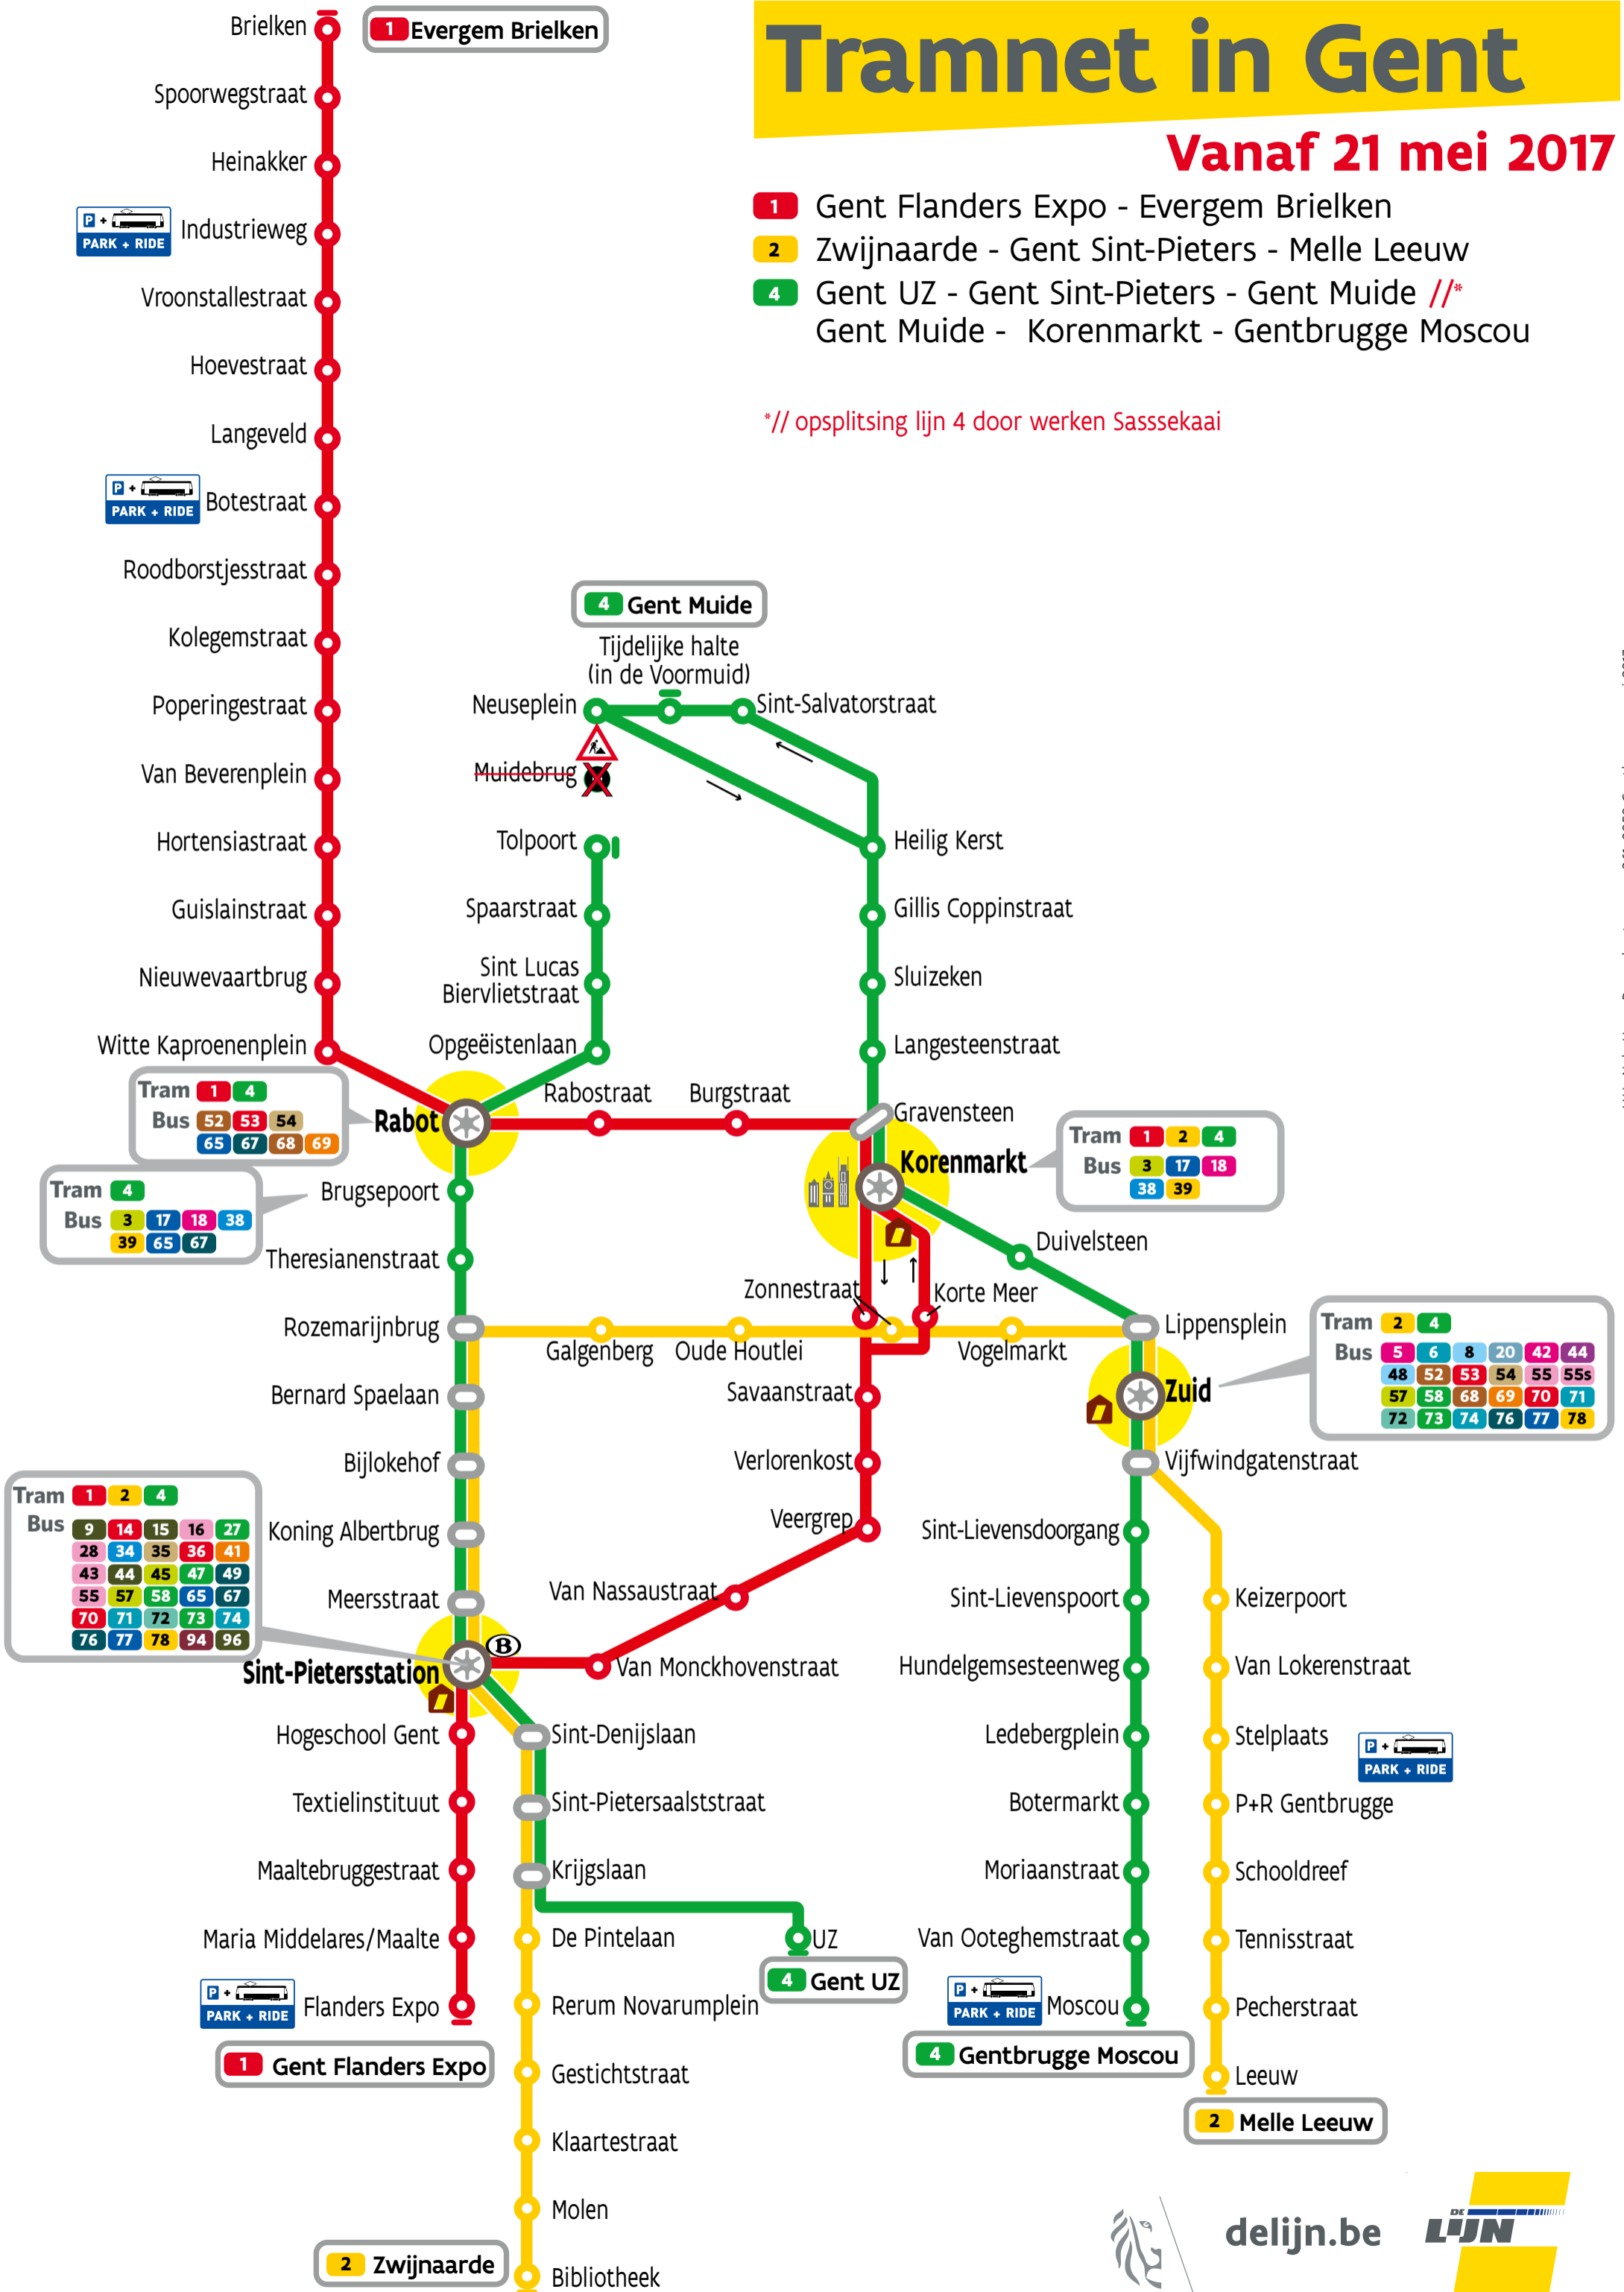 Tramnet in Gent
Vanaf 21 mei 2017
1 Gent Flanders Expo - Evergem Brielken
2 Zwijnaarde - Gent Sint-Pieters - Melle Leeuw
4 Gent UZ - Gent Sint-Pieters - Gent Muide //*
Gent Muide - Korenmarkt - Gentbrugge Moscou
*// opsplitsing lijn 4 door werken Sasssekaai
1 Evergem Brielken
Brielken
Spoorwegstraat
Heinakker
P +
PARK + RIDE
Industrieweg
Vroonstallestraat
Hoevestraat
Langeveld
P +
PARK + RIDE
Botestraat
Roodborstjesstraat
Kolegemstraat
Poperingestraat
Van Beverenplein
Hortensiastraat
Guislainstraat
Nieuwevaartbrug
Witte Kaproenenplein
4 Gent Muide
Tijdelijke halte
(in de Voormuid)
Neuseplein
Sint-Salvatorstraat
Muidebrug
Tolpoort
Spaarstraat
Sint Lucas
Biervlietstraat
Opgeëistenlaan
Heilig Kerst
Gillis Coppinstraat
Sluizeken
Langesteenstraat
Gravensteen
Rabostraat
Burgstraat
Tram 1 4
Bus 52 53 54
65 67 68 69
Rabot
Korenmarkt
Tram 1 2 4
Bus 3 17 18
38 39
Tram 4
Bus 3 17 18 38
39 65 67
Brugsepoort
Theresianenstraat
Rozemarijnbrug
Bernard Spaelaan
Bijlokehof
Koning Albertbrug
Meersstraat
Duivelsteen
Zonnestraat
Korte Meer
Galgenberg
Oude Houtlei
Vogelmarkt
Lippensplein
Tram 2 4
Bus 5 6 8 20 42 44
48 52 53 54 55 55s
57 58 68 69 70 71
72 73 74 76 77 78
Zuid
Vijfwindgatenstraat
Savaanstraat
Verlorenkost
Veergrep
Van Nassaustraat
Van Monckhovenstraat
Tram 1 2 4
Bus 9 14 15 16 27
28 34 35 36 41
43 44 45 47 49
55 57 58 65 67
70 71 72 73 74
76 77 78 94 96
B
Sint-Pietersstation
Hogeschool Gent
Textielinstituut
Maaltebruggestraat
Maria Middelares/Maalte
P +
PARK + RIDE
Flanders Expo
1 Gent Flanders Expo
Sint-Denijslaan
Sint-Pietersaalststraat
Krijgslaan
De Pintelaan
Rerum Novarumplein
Gestichtstraat
Klaartestraat
Molen
Bibliotheek
2 Zwijnaarde
UZ
4 Gent UZ
Sint-Lievensdoorgang
Sint-Lievenspoort
Hundelgemsesteenweg
Ledebergplein
Botermarkt
Moriaanstraat
Van Ooteghemstraat
P +
PARK + RIDE
Moscou
4 Gentbrugge Moscou
Keizerpoort
Van Lokerenstraat
Stelplaats
P +
PARK + RIDE
P+R Gentbrugge
Schooldreef
Tennisstraat
Pecherstraat
Leeuw
2 Melle Leeuw
delijn.be
DE
LIJN